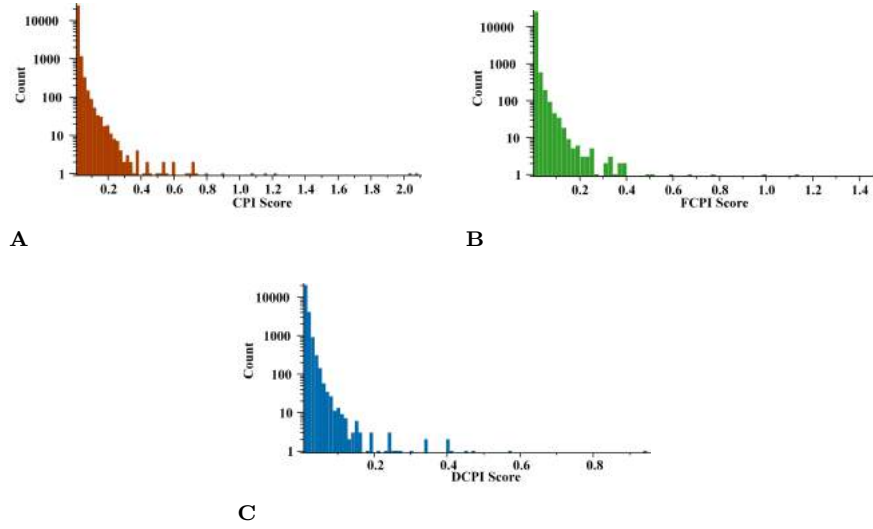 10000
1000
100
10
1
Count
0.2 0.4 0.6 0.8 1.0 1.2 1.4 1.6 1.8 2.0
CPI Score
A
10000
1000
100
10
1
Count
0.2 0.4 0.6 0.8 1.0 1.2 1.4
FCPI Score
B
10000
1000
100
10
1
Count
0.2 0.4 0.6 0.8
DCPI Score
C